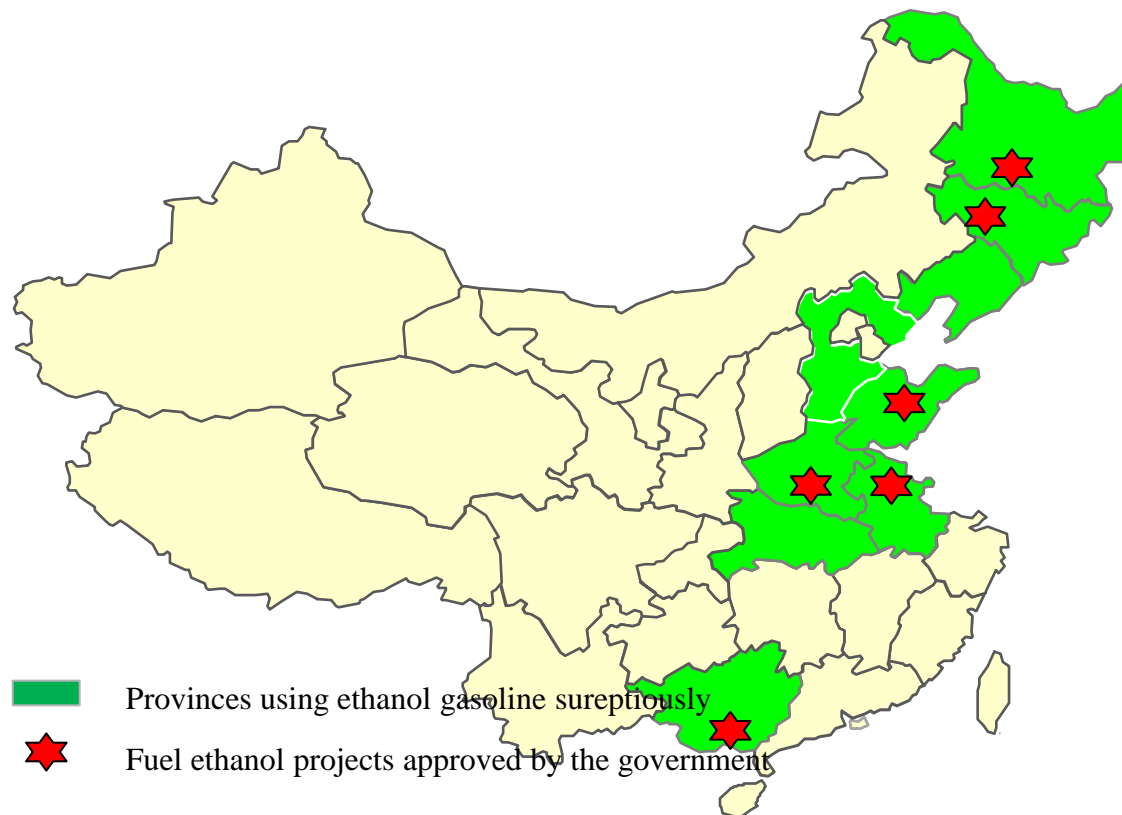 Provinces using ethanol gasoline sureptiously
Fuel ethanol projects approved by the government